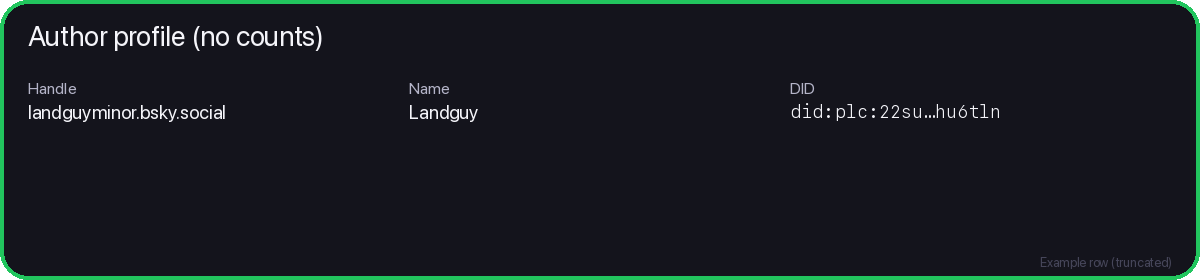 Author profile (no counts)
Handle Name DID
landguyminor.bsky.social Landguy did:plc:22su…hu6tln
Example row (truncated)